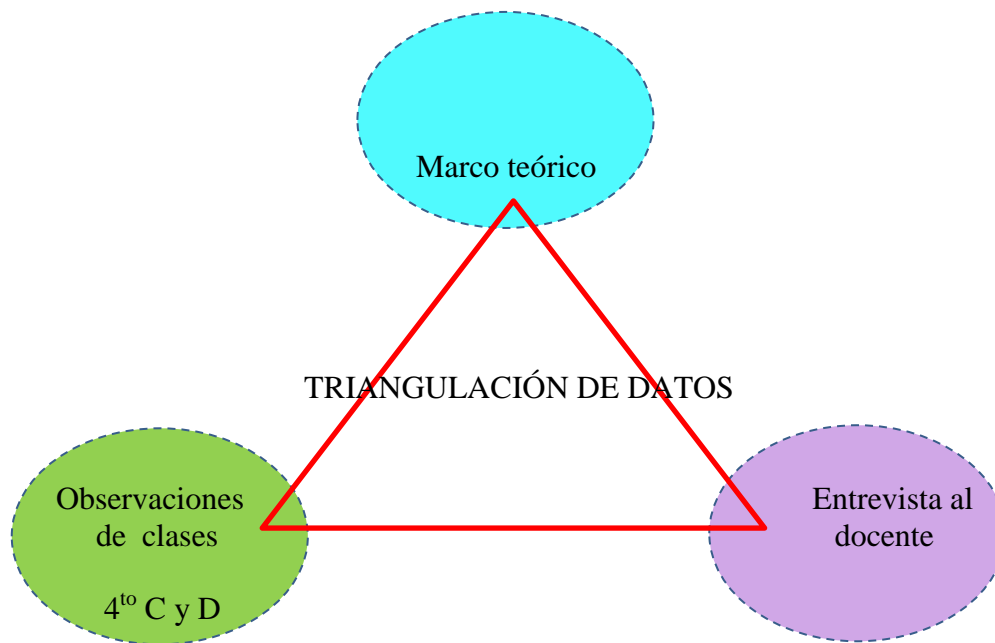 Marco teórico
TRIANGULACIÓN DE DATOS
Observaciones
de clases
4to C y D
Entrevista al
docente